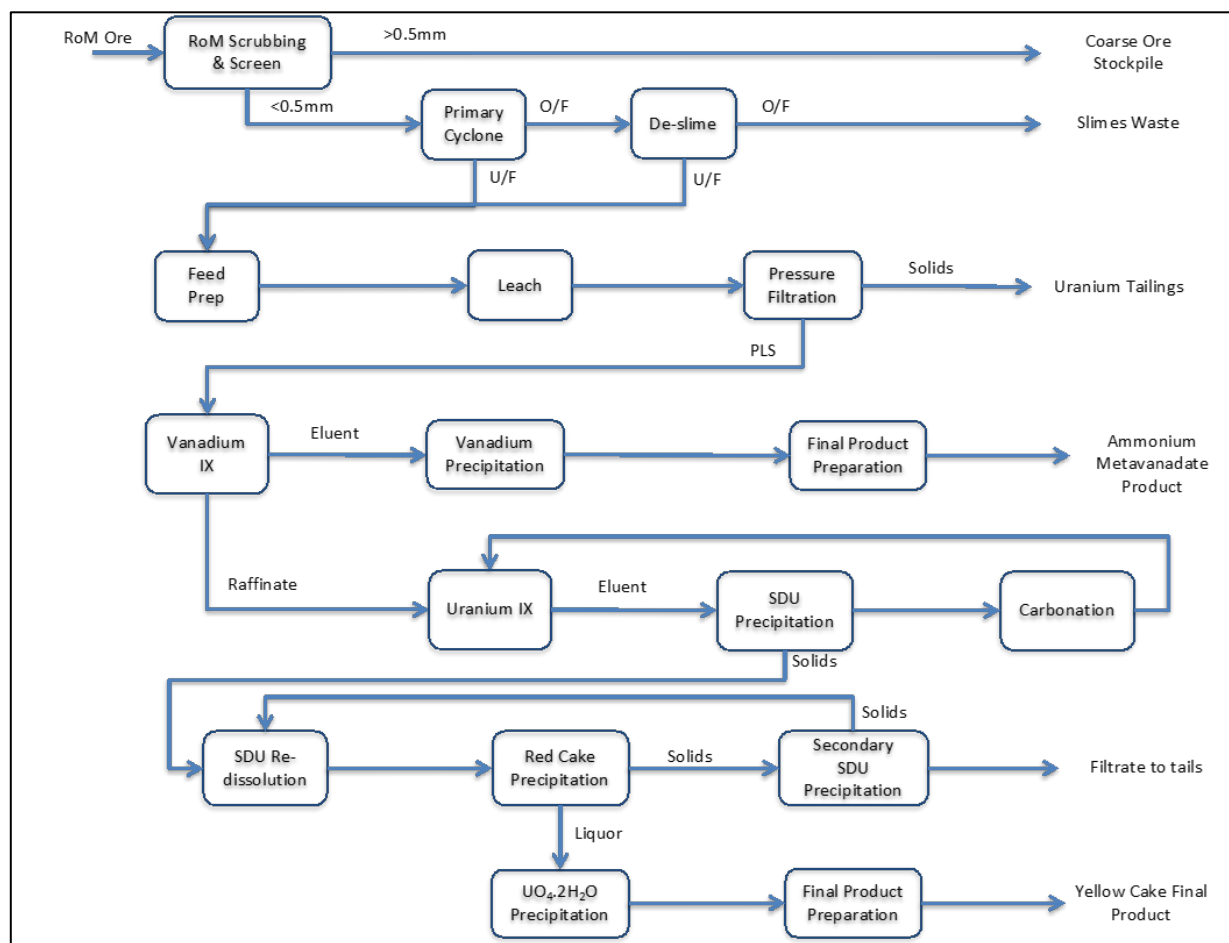 RoM Ore
RoM Scrubbing
& Screen
>0.5mm
Coarse Ore
Stockpile
<0.5mm
Primary
Cyclone
O/F
De-slime
O/F
Slimes Waste
U/F
U/F
Feed
Prep
Leach
Pressure
Filtration
Solids
Uranium Tailings
PLS
Vanadium
IX
Eluent
Vanadium
Precipitation
Final Product
Preparation
Ammonium
Metavanadate
Product
Raffinate
Uranium IX
Eluent
SDU
Precipitation
Carbonation
Solids
Solids
SDU Re-
dissolution
Red Cake
Precipitation
Solids
Secondary
SDU
Precipitation
Filtrate to tails
Liquor
UO₄.2H₂O
Precipitation
Final Product
Preparation
Yellow Cake Final
Product